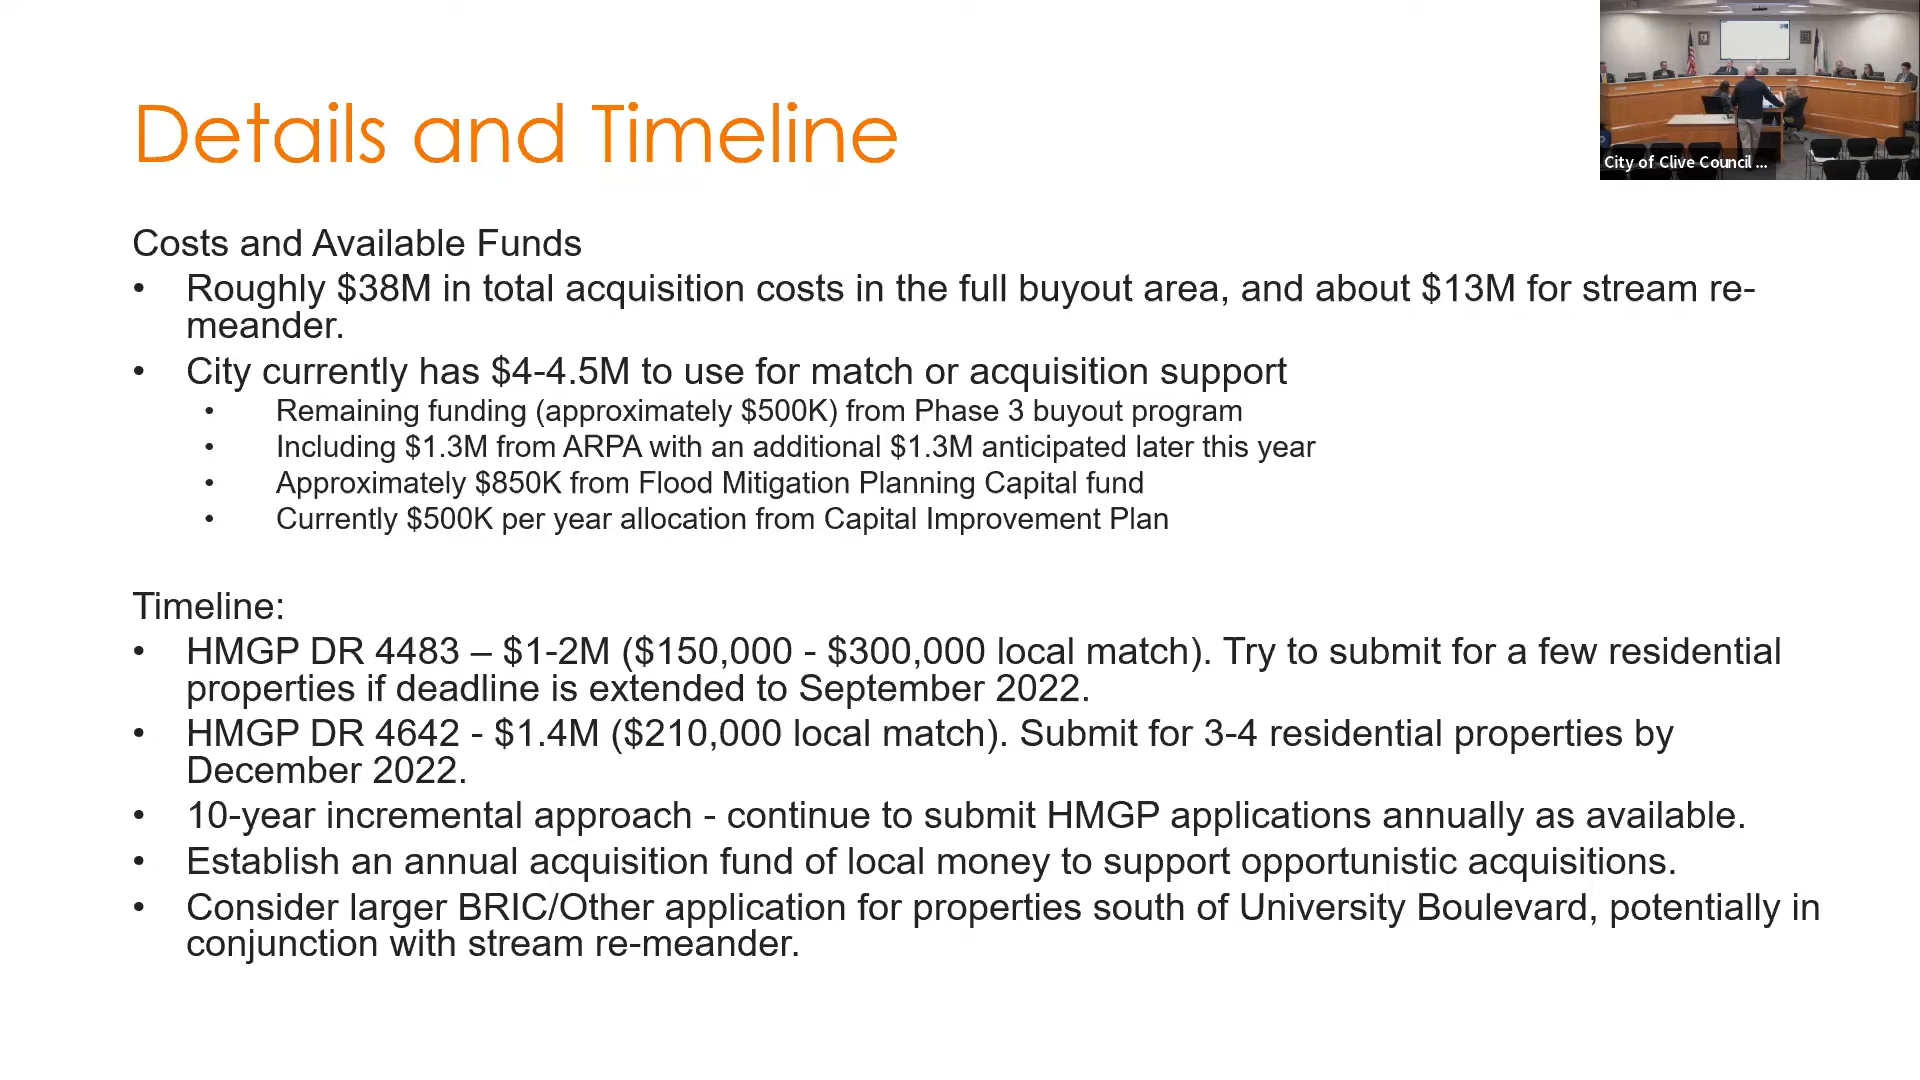 Details and Timeline
City of Clive Council ...
Costs and Available Funds
• Roughly $38M in total acquisition costs in the full buyout area, and about $13M for stream re-
meander.
• City currently has $4-4.5M to use for match or acquisition support
• Remaining funding (approximately $500K) from Phase 3 buyout program
• Including $1.3M from ARPA with an additional $1.3M anticipated later this year
• Approximately $850K from Flood Mitigation Planning Capital fund
• Currently $500K per year allocation from Capital Improvement Plan
Timeline:
• HMGP DR 4483 – $1-2M ($150,000 - $300,000 local match). Try to submit for a few residential
properties if deadline is extended to September 2022.
• HMGP DR 4642 - $1.4M ($210,000 local match). Submit for 3-4 residential properties by
December 2022.
• 10-year incremental approach - continue to submit HMGP applications annually as available.
• Establish an annual acquisition fund of local money to support opportunistic acquisitions.
• Consider larger BRIC/Other application for properties south of University Boulevard, potentially in
conjunction with stream re-meander.